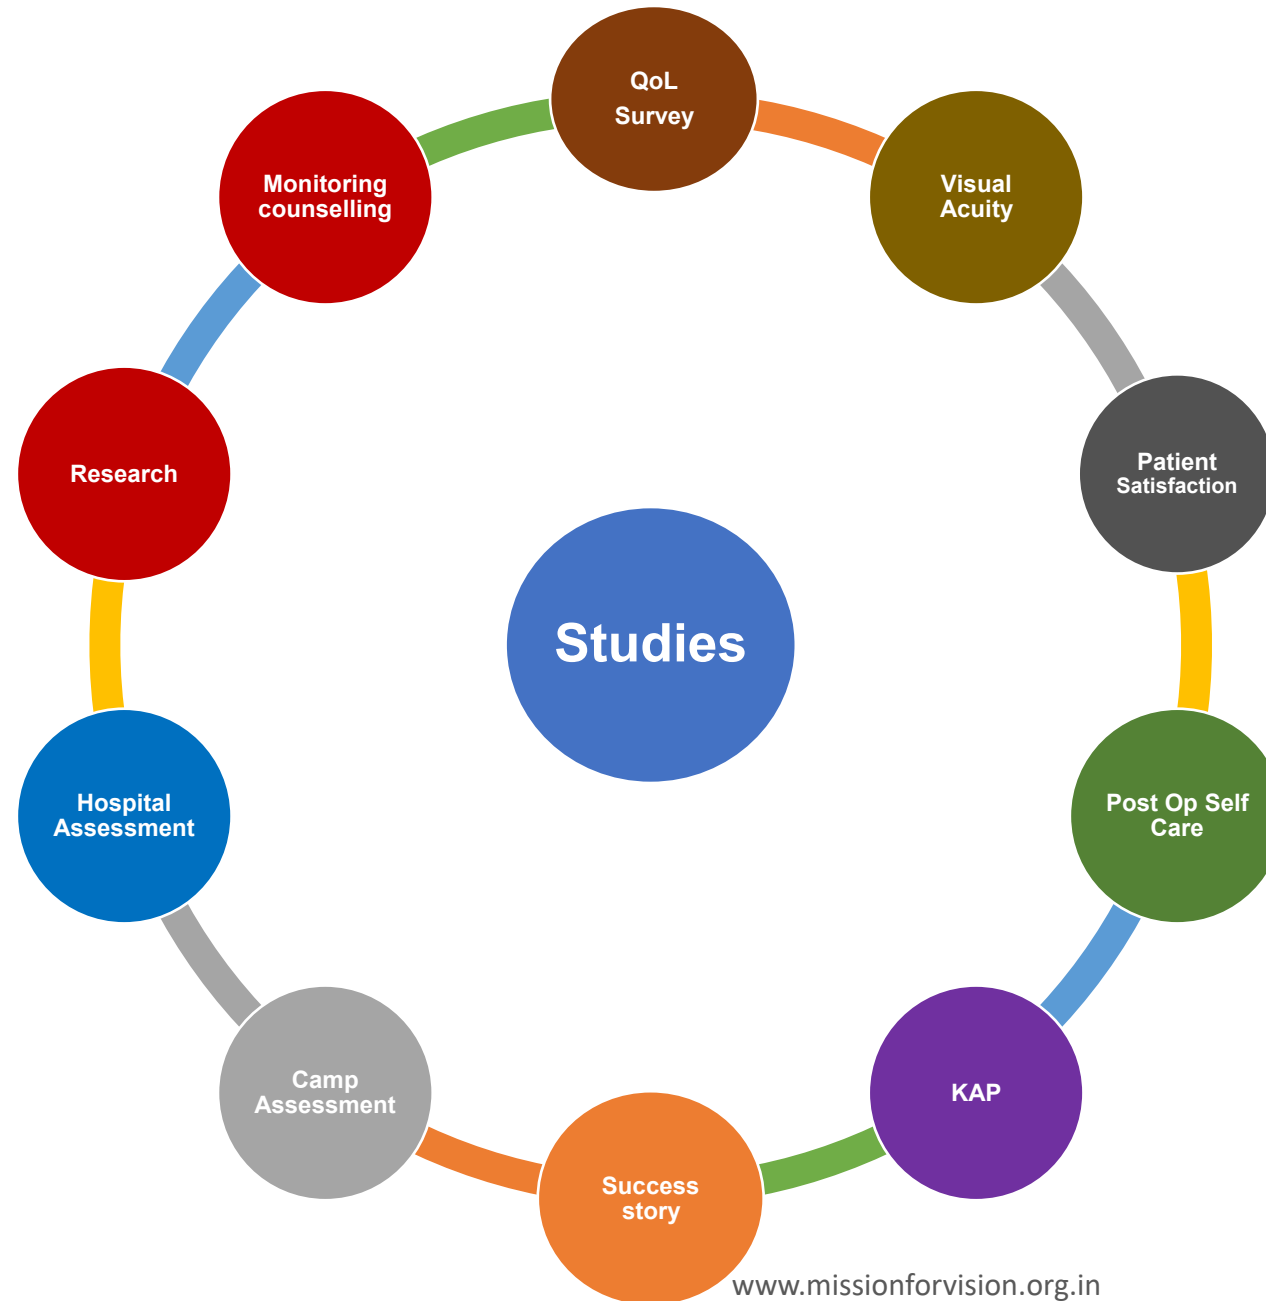 QoL
Survey
Visual
Acuity
Patient
Satisfaction
Post Op Self
Care
KAP
Success
story
Camp
Assessment
Hospital
Assessment
Research
Monitoring
counselling
Studies
www.missionforvision.org.in